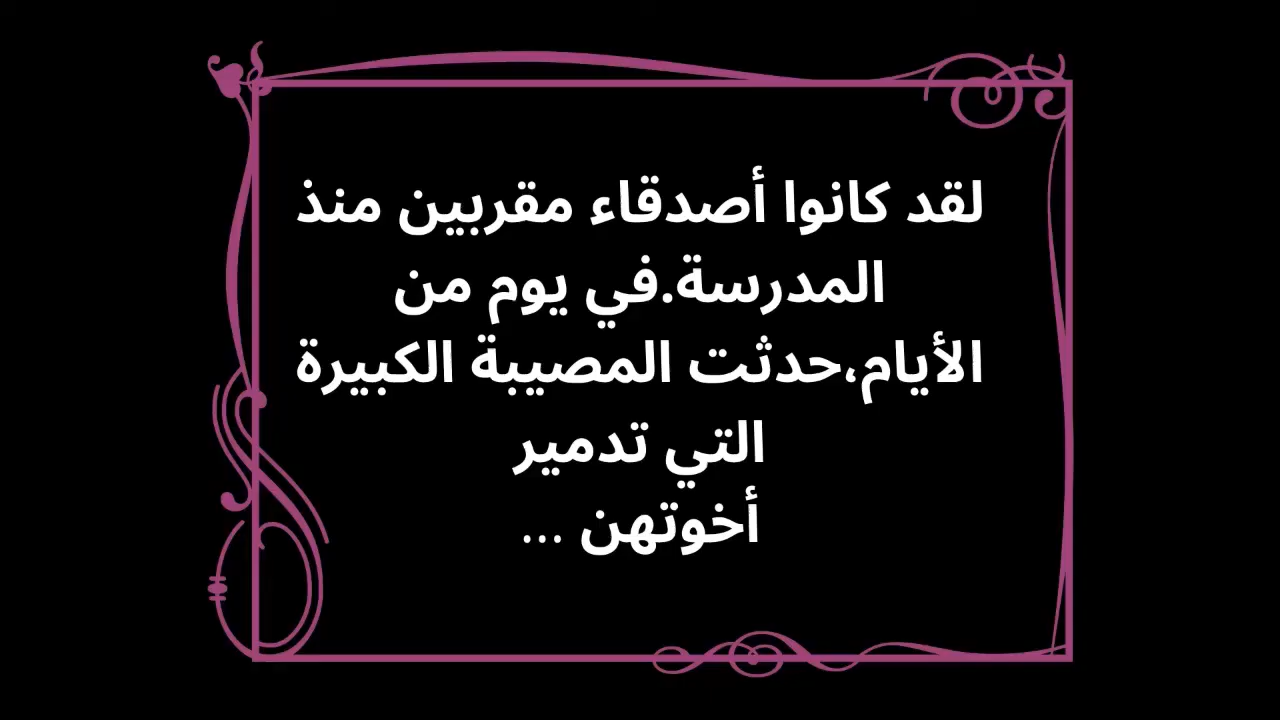 لقد كانوا أصدقاء مقربين منذ
المدرسة.في يوم من
الأيام،حدثت المصيبة الكبيرة
التي تدمير
أخوتهن ...